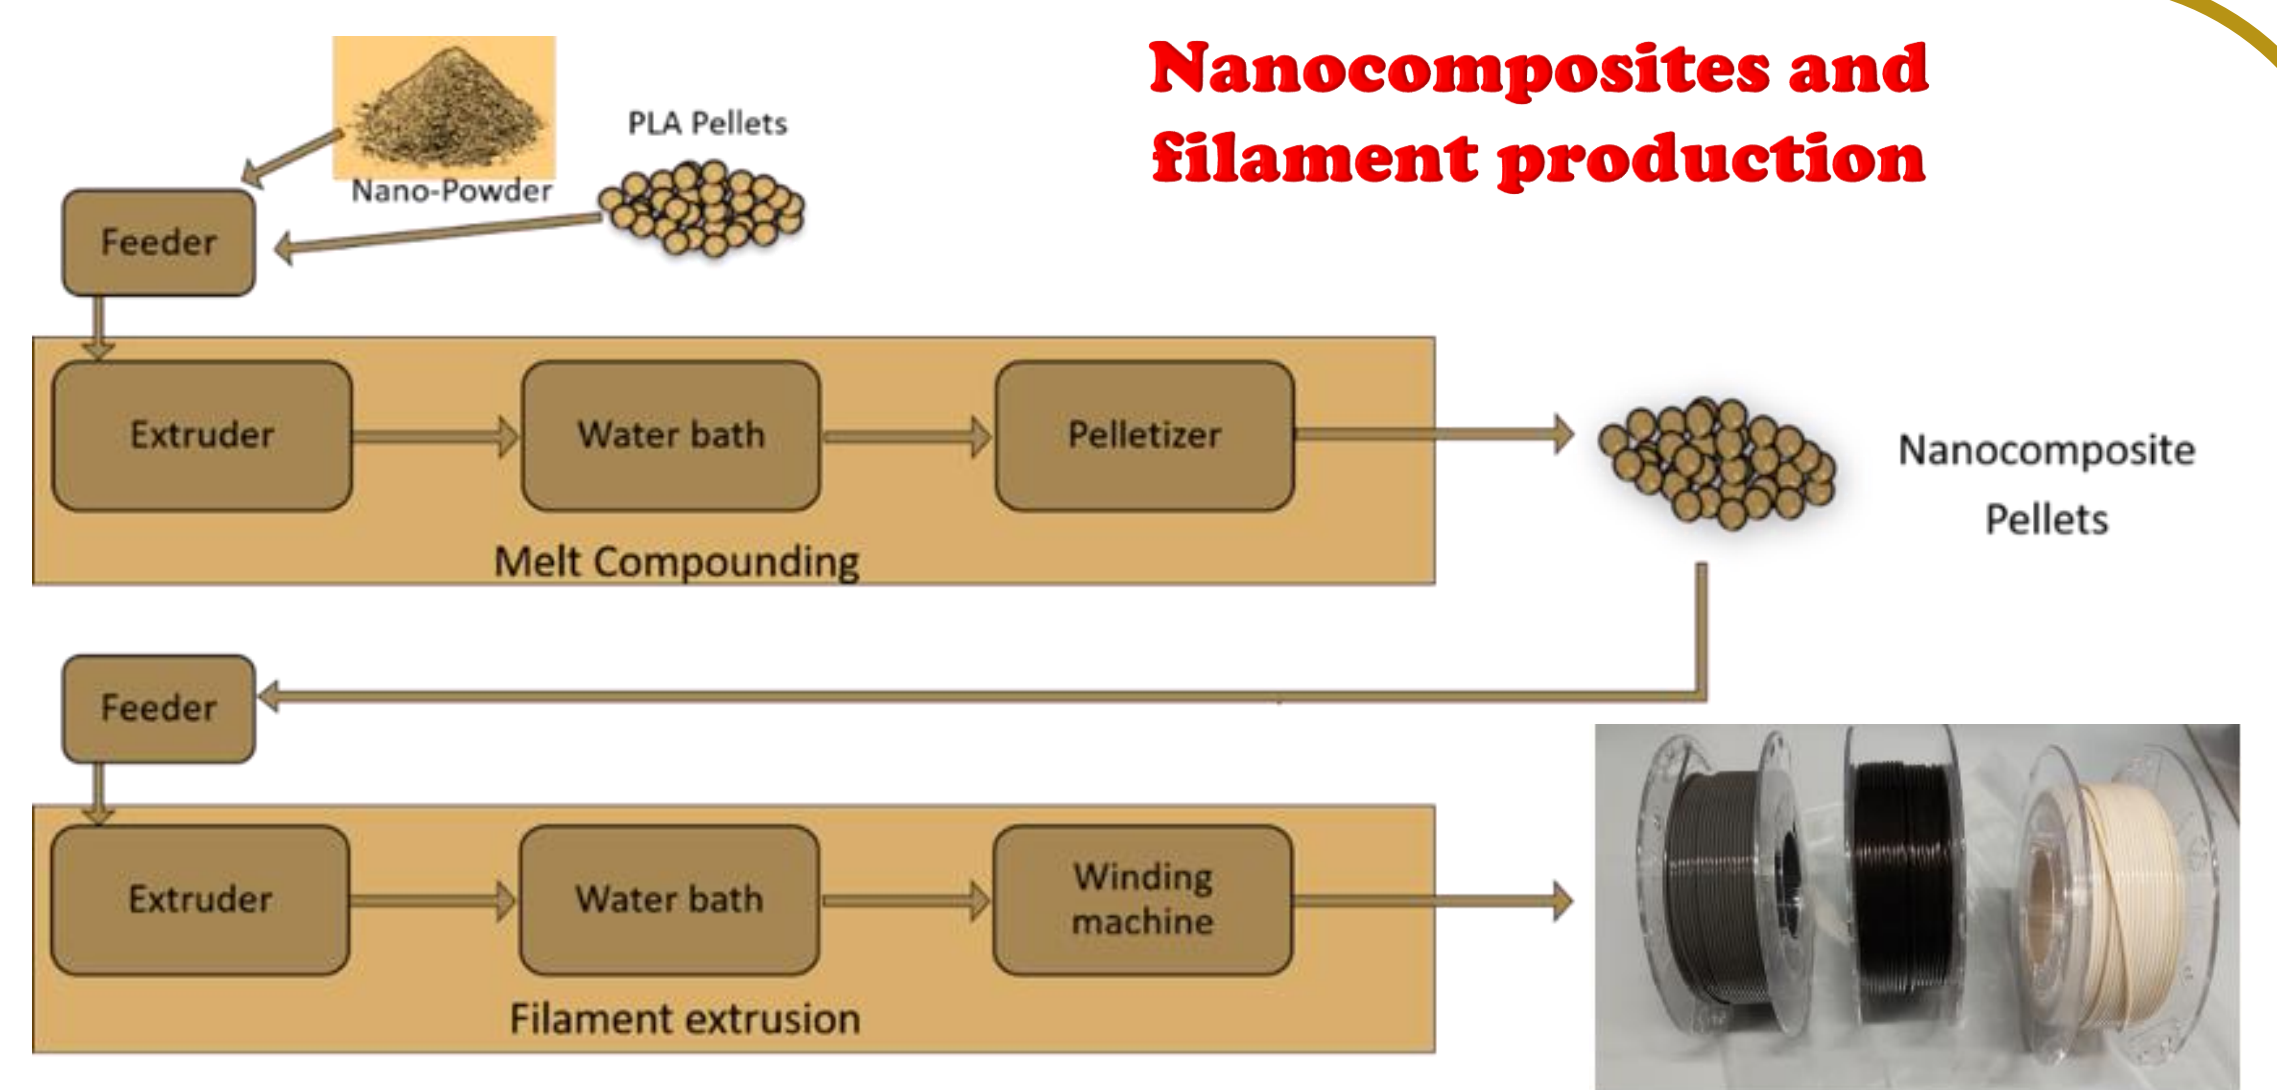 Nanocomposites and
filament production
PLA Pellets
Nano-Powder
Feeder
Extruder
Water bath
Pelletizer
Melt Compounding
Nanocomposite
Pellets
Feeder
Extruder
Water bath
Winding
machine
Filament extrusion